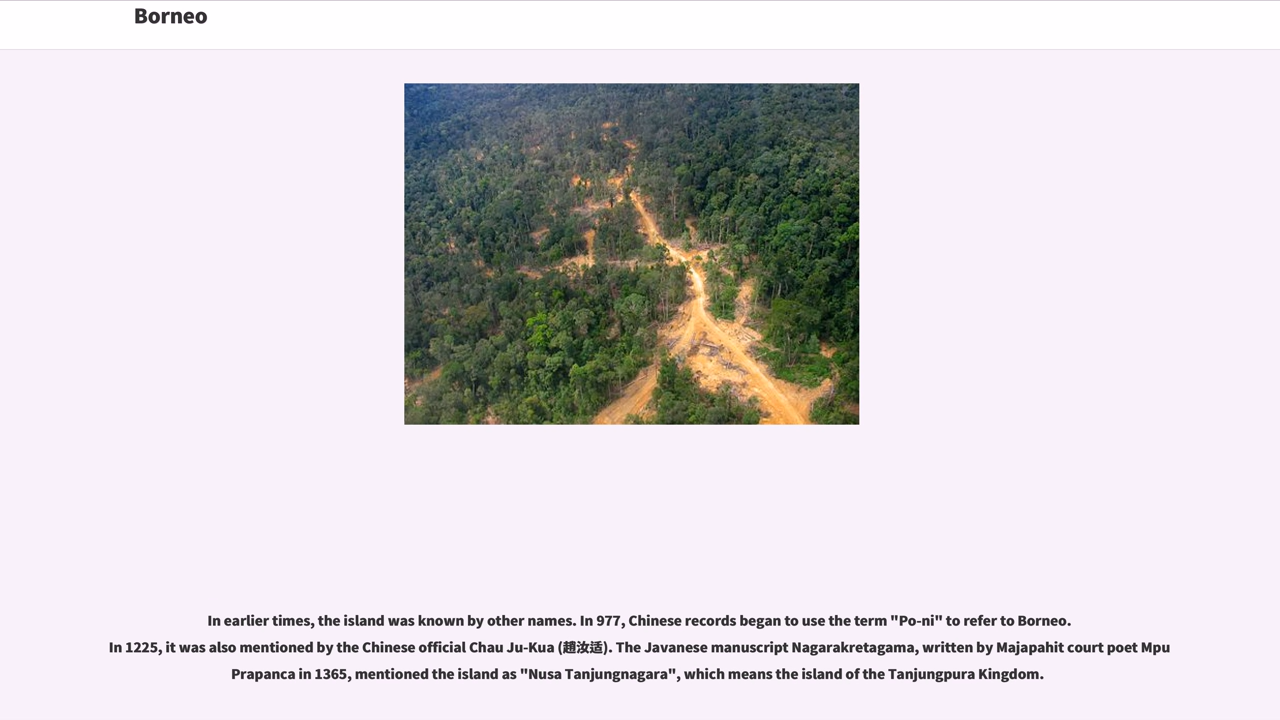 Borneo
In earlier times, the island was known by other names. In 977, Chinese records began to use the term "Po-ni" to refer to Borneo.
In 1225, it was also mentioned by the Chinese official Chau Ju-Kua (趙汝适). The Javanese manuscript Nagarakretagama, written by Majapahit court poet Mpu
Prapanca in 1365, mentioned the island as "Nusa Tanjungnagara", which means the island of the Tanjungpura Kingdom.